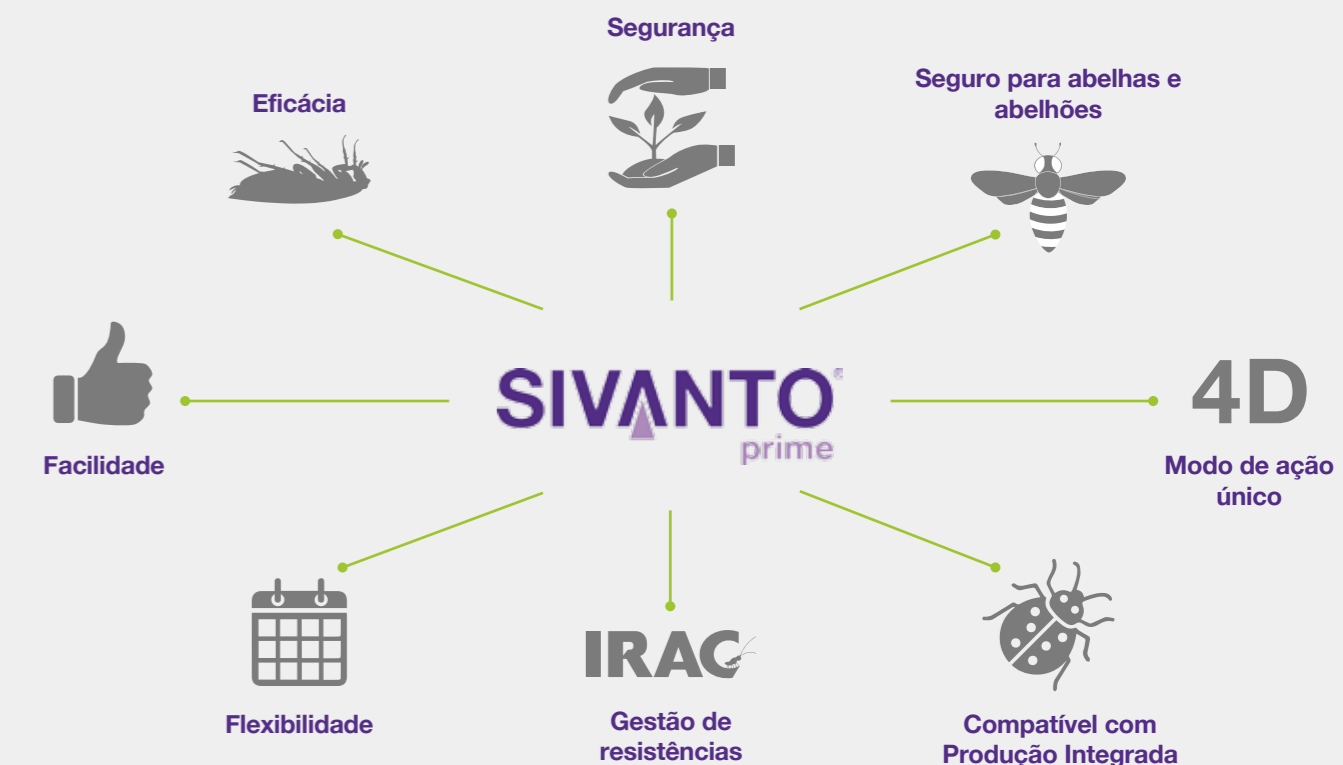 Segurança
Eficácia
Seguro para abelhas e
abelhões
SIVANTO®
prime
4D
Modo de ação
único
Facilidade
Flexibilidade
IRAC
Gestão de
resistências
Compatível com
Produção Integrada